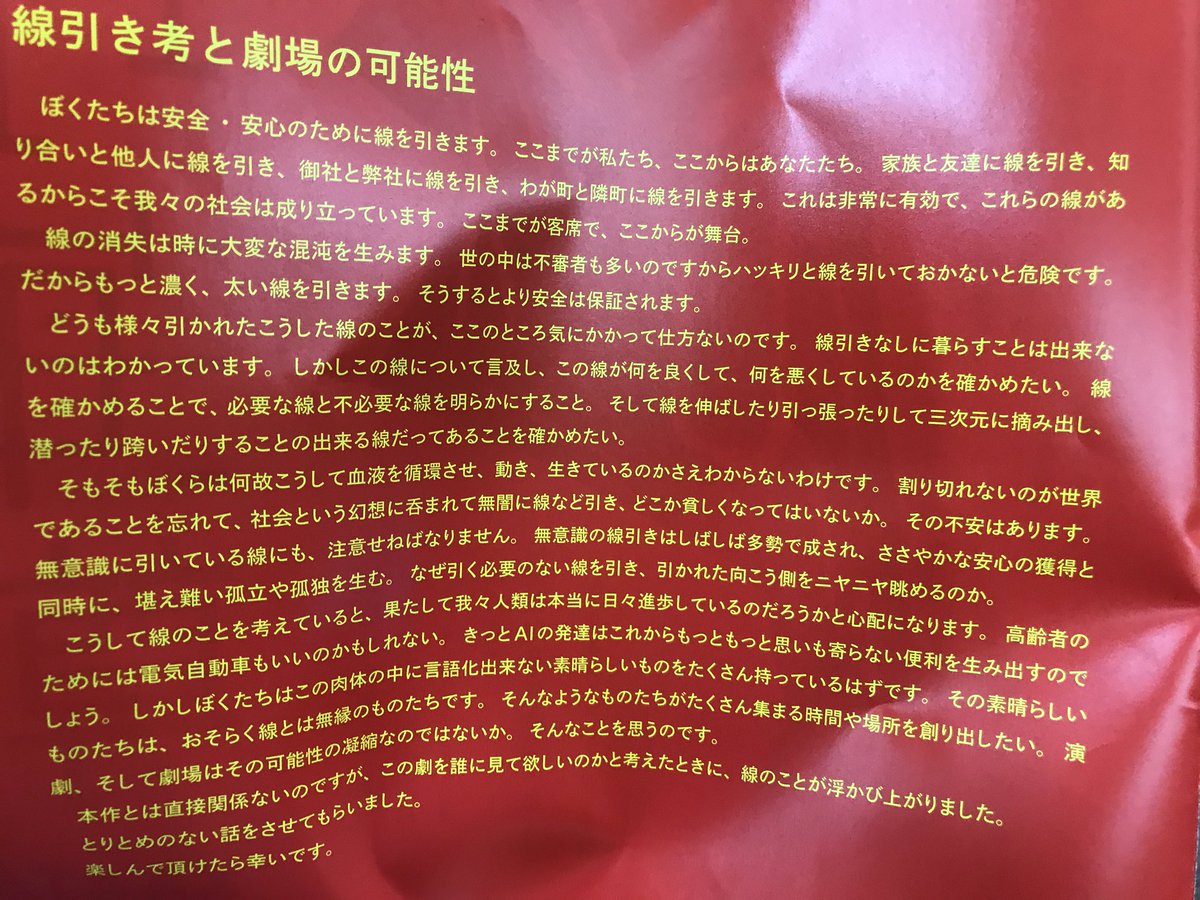 線引き考と劇場の可能性
ぼくたちは安全・安心のために線を引きます。ここまでが私たち、ここからはあなたたち。家族と友達に線を引き、知
り合いと他人に線を引き、御社と弊社に線を引き、わが町と隣町に線を引きます。これは非常に有効で、これらの線があ
るからこそ我々の社会は成り立っています。ここまでが客席で、ここからが舞台。
線の消失は時に大変な混沌を生みます。世の中は不審者も多いのですからハッキリと線を引いておかないと危険です。
だからもっと濃く、太い線を引きます。そうするとより安全は保証されます。
どうも様々引かれたこうした線のことが、ここのところ気にかかって仕方ないのです。線引きなしに暮らすことは出来な
いのはわかっています。しかしこの線について言及し、この線が何を良くして、何を悪くしているのかを確かめたい。線
を確かめることで、必要な線と不必要な線を明らかにすること。そして線を伸ばしたり引っ張ったりして三次元に摘み出し、
潜ったり跨いだりすることの出来る線だってあることを確かめたい。
そもそもぼくらは何故こうして血液を循環させ、動き、生きているのかさえわからないわけです。割り切れないのが世界
であることを忘れて、社会という幻想に呑まれて無闇に線など引き、どこか貧しくなってはいないか。その不安はあります。
無意識に引いている線にも、注意せねばなりません。無意識の線引きはしばしば多勢で成され、ささやかな安心の獲得と
同時に、堪え難い孤立や孤独を生む。なぜ引く必要のない線を引き、引かれた向こう側をニヤニヤ眺めるのか。
こうして線のことを考えていると、果たして我々人類は本当に日々進歩しているのだろうかと心配になります。高齢者の
ためには電気自動車もいいのかもしれない。きっとAIの発達はこれからもっともっと思いも寄らない便利を生み出すので
しょう。しかしぼくたちはこの肉体の中に言語化出来ない素晴らしいものをたくさん持っているはずです。その素晴らしい
ものたちは、おそらく線とは無縁のものたちです。そんなようなものたちがたくさん集まる時間や場所を創り出したい。演
劇、そして劇場はその可能性の凝縮なのではないか。そんなことを思うのです。
本作とは直接関係ないのですが、この劇を誰に見て欲しいのかと考えたときに、線のことが浮かび上がりました。
とりとめのない話をさせてもらいました。
楽しんで頂けたら幸いです。